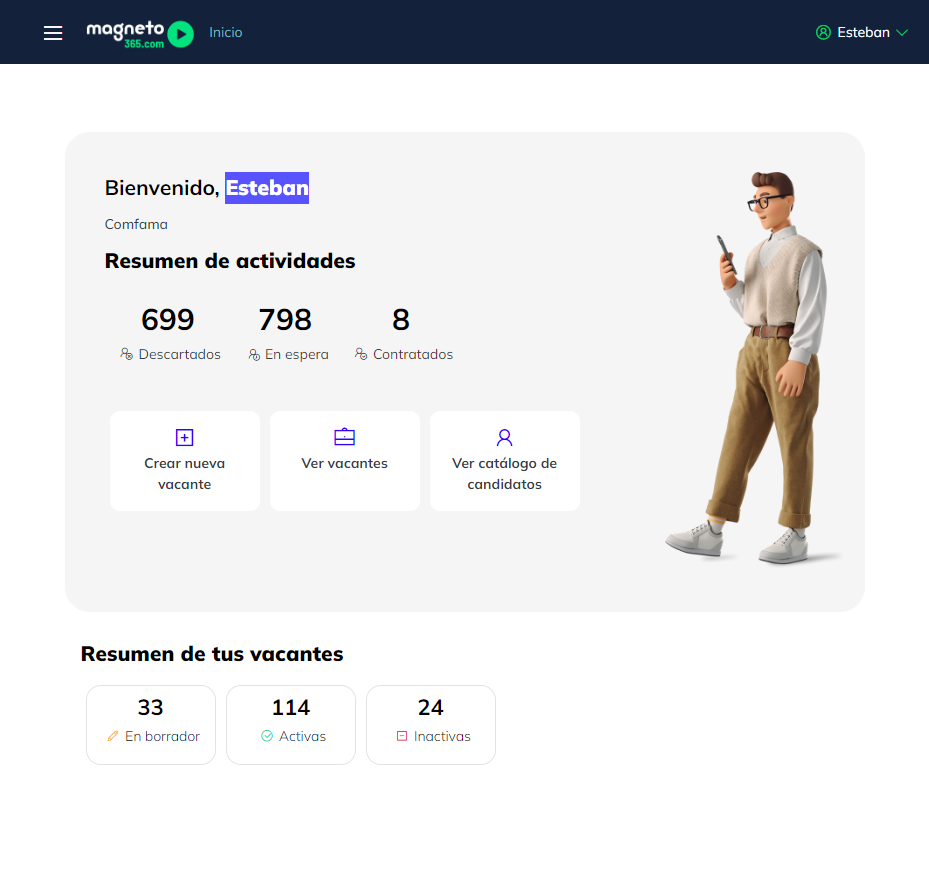 magneto
365.com
Inicio
Esteban
Bienvenido, Esteban
Comfama
Resumen de actividades
699 798 8
Descartados En espera Contratados
Crear nueva
vacante
Ver vacantes
Ver catálogo de
candidatos
Resumen de tus vacantes
33 114 24
En borrador Activas Inactivas